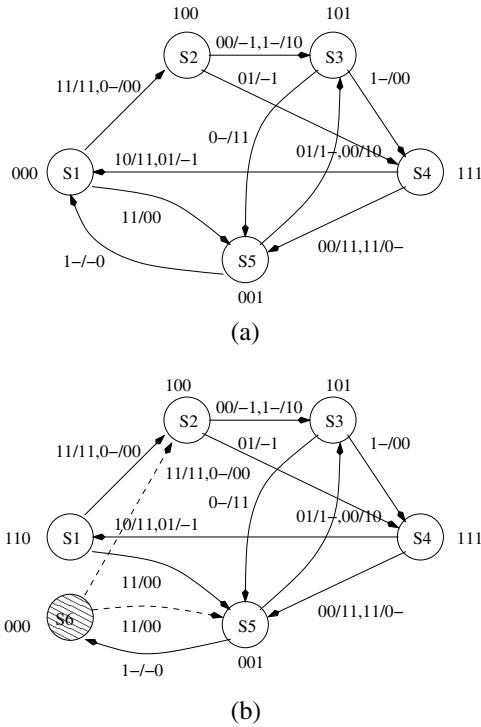 100
101
S2
00/−1,1−/10
S3
11/11,0−/00
01/−1
1−/00
0−/11
01/1−,00/10
000
S1
10/11,01/−1
S4
111
11/00
00/11,11/0−
1−/−0
S5
001
(a)
100
101
S2
00/−1,1−/10
S3
11/11,0−/00
01/−1
1−/00
11/11,0−/00
0−/11
01/1−,00/10
110
S1
10/11,01/−1
S4
111
11/00
00/11,11/0−
000
S6
11/00
S5
1−/−0
001
(b)